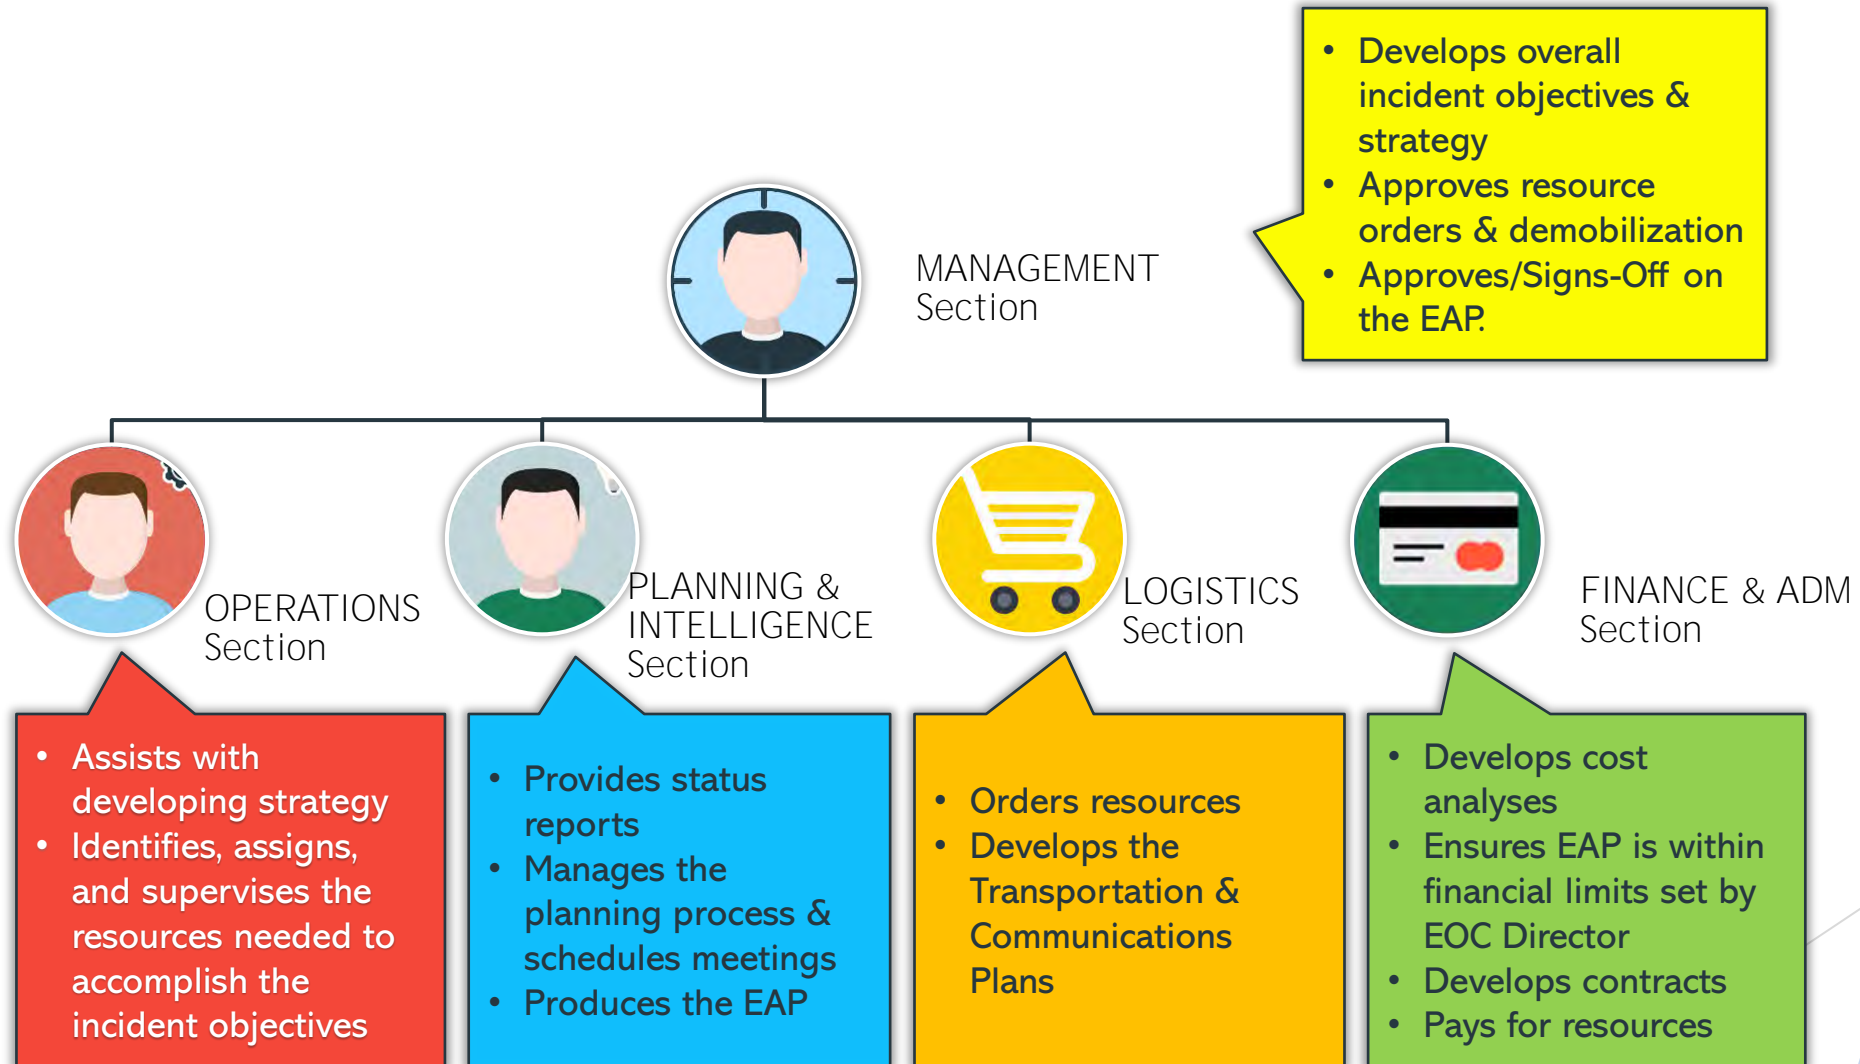 • Develops overall
incident objectives &
strategy
• Approves resource
orders & demobilization
• Approves/Signs-Off on
the EAP.
MANAGEMENT
Section
OPERATIONS
Section
PLANNING &
INTELLIGENCE
Section
LOGISTICS
Section
FINANCE & ADM
Section
• Assists with
developing strategy
• Identifies, assigns,
and supervises the
resources needed to
accomplish the
incident objectives
• Provides status
reports
• Manages the
planning process &
schedules meetings
• Produces the EAP
• Orders resources
• Develops the
Transportation &
Communications
Plans
• Develops cost
analyses
• Ensures EAP is within
financial limits set by
EOC Director
• Develops contracts
• Pays for resources